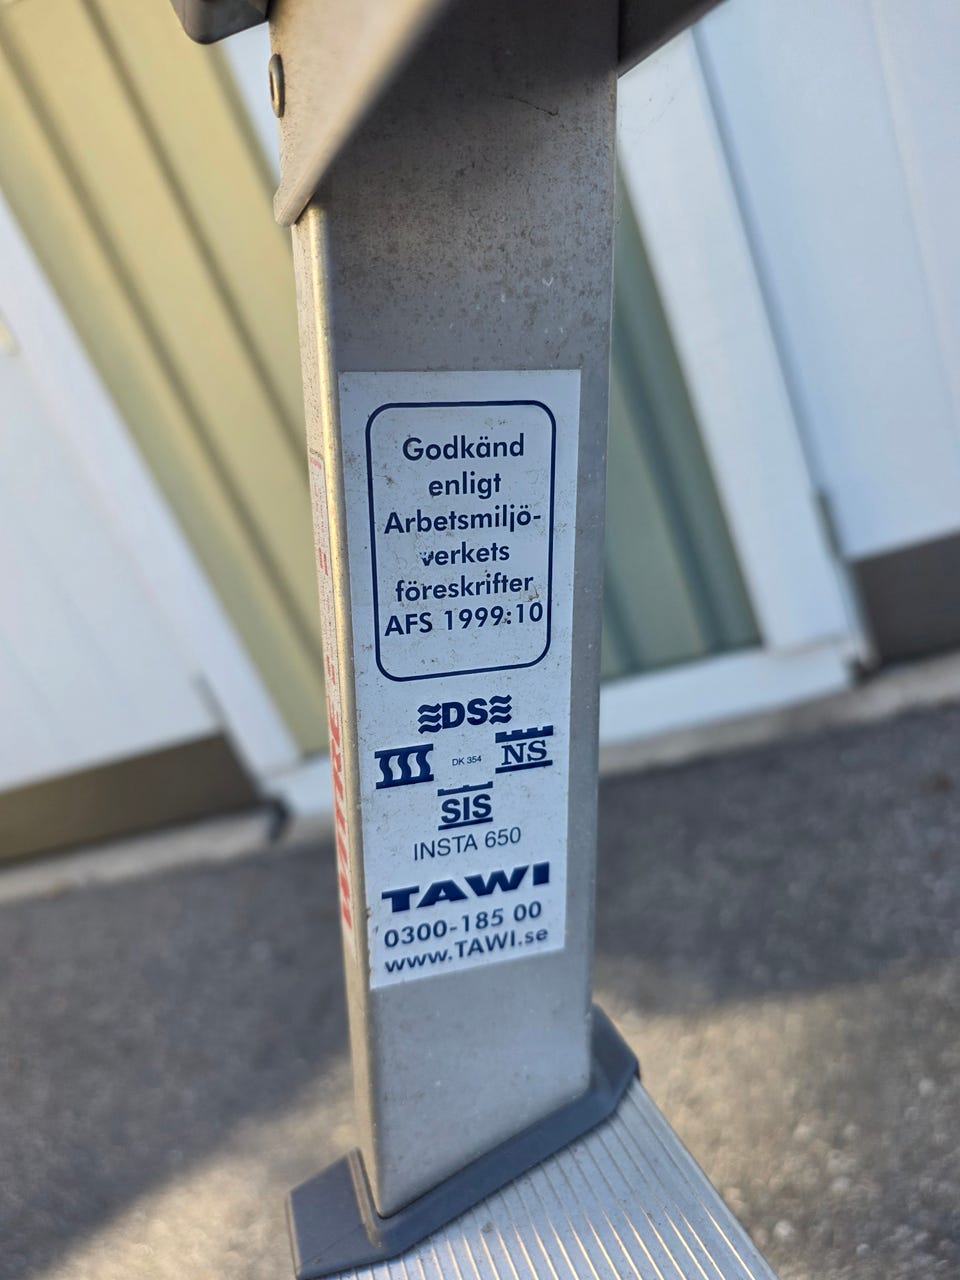 Godkänd
enligt
Arbetsmiljö-
verkets
föreskrifter
AFS 1999:10
DS
DK 354
NS
SIS
INSTA 650
TAWI
0300-185 00
www.TAWI.se